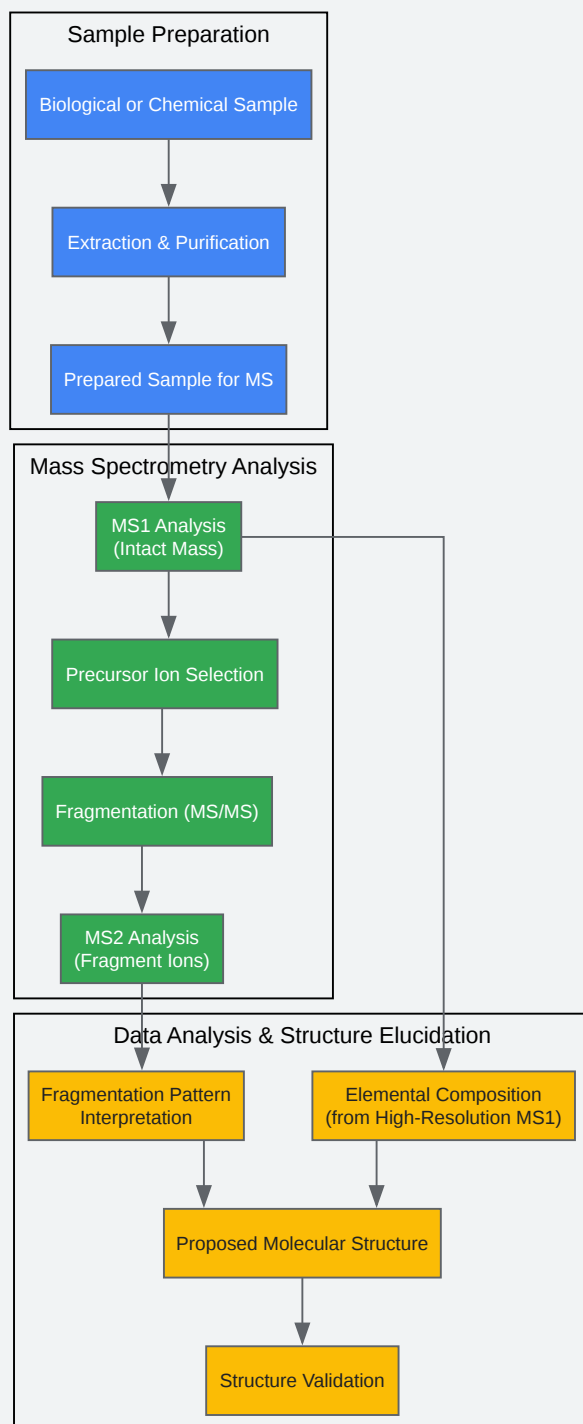 Sample Preparation
Biological or Chemical Sample
Extraction & Purification
Prepared Sample for MS
Mass Spectrometry Analysis
MS1 Analysis
(Intact Mass)
Precursor Ion Selection
Fragmentation (MS/MS)
MS2 Analysis
(Fragment Ions)
Data Analysis & Structure Elucidation
Fragmentation Pattern
Interpretation
Elemental Composition
(from High-Resolution MS1)
Proposed Molecular Structure
Structure Validation